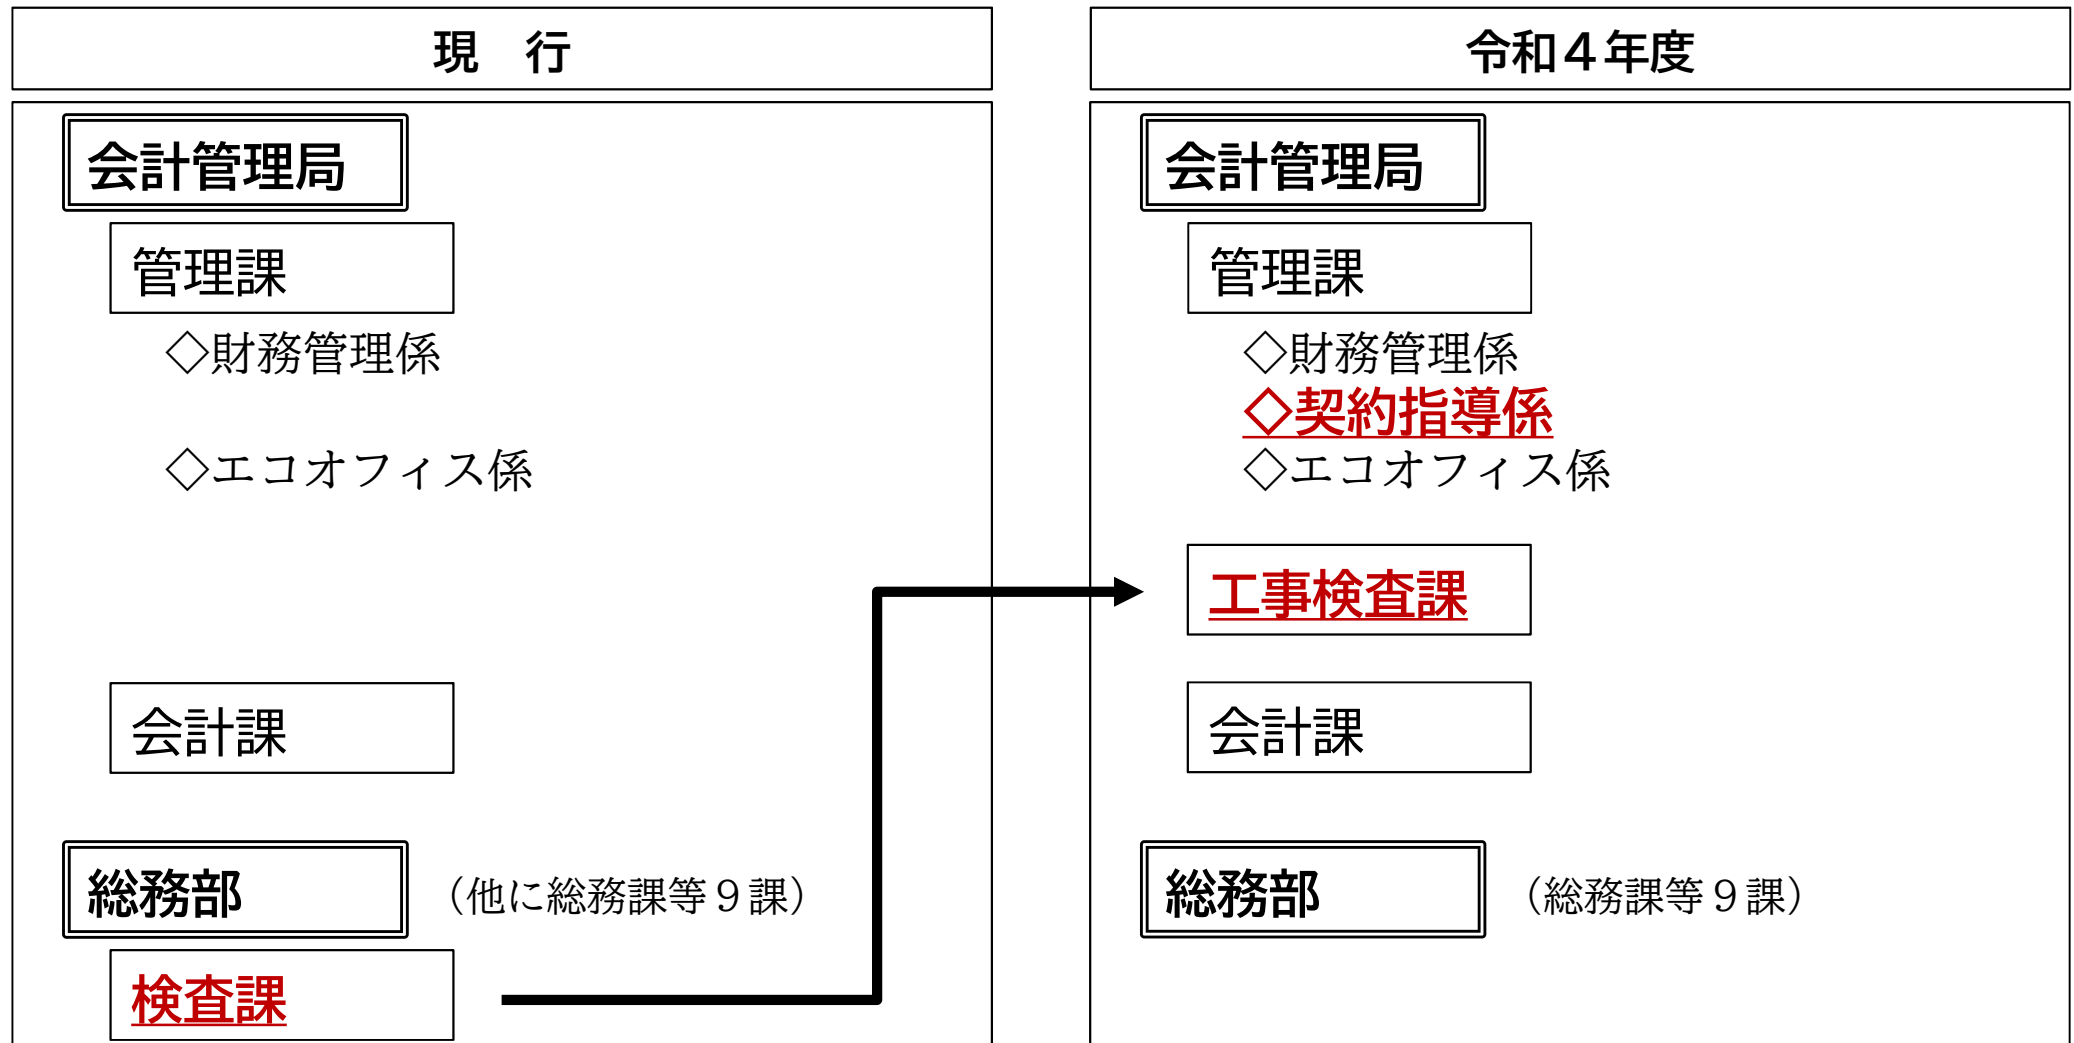 現　行
会計管理局
管理課
◇財務管理係
◇エコオフィス係
会計課
総務部
（他に総務課等９課）
検査課
令和４年度
会計管理局
管理課
◇財務管理係
◇契約指導係
◇エコオフィス係
工事検査課
会計課
総務部
（総務課等９課）